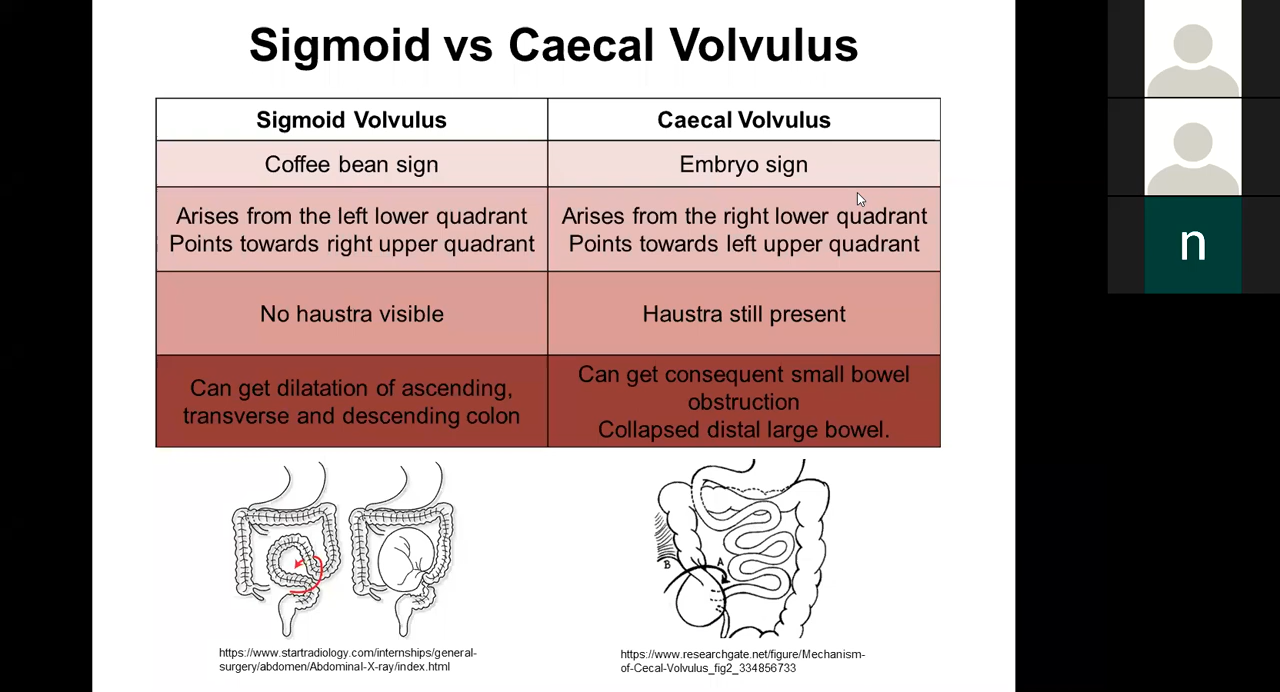 Sigmoid vs Caecal Volvulus
Sigmoid Volvulus
Caecal Volvulus
Coffee bean sign
Embryo sign
Arises from the left lower quadrant
Points towards right upper quadrant
Arises from the right lower quadrant
Points towards left upper quadrant
No haustra visible
Haustra still present
Can get dilatation of ascending,
transverse and descending colon
Can get consequent small bowel
obstruction
Collapsed distal large bowel.
B
A
https://www.startradiology.com/internships/general-
surgery/abdomen/Abdominal-X-ray/index.html
https://www.researchgate.net/figure/Mechanism-
of-Cecal-Volvulus_fig2_334856733
n